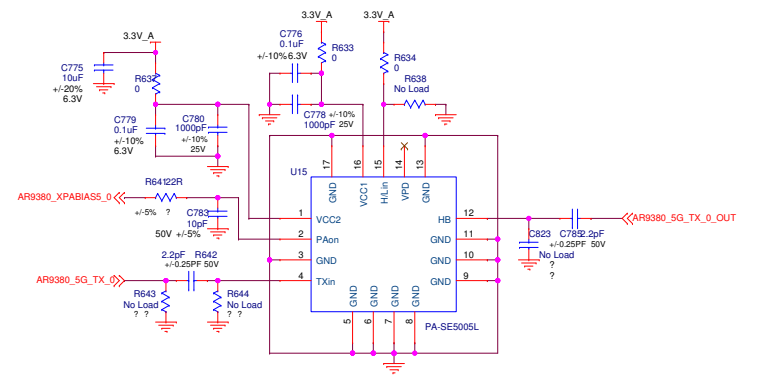 3.3V_A
C775
10uF
+/-20%
6.3V
R632
0
C779
0.1uF
+/-10%
6.3V
C780
1000pF
+/-10%
25V
C776
0.1uF
+/-10%6.3V
3.3V_A
R633
0
C778
+/-10%
1000pF
25V
3.3V_A
R634
0
R638
No Load
U15
17
GND
16
VCC1
15
H/Lin
14
VPD
13
GND
AR9380_XPABIAS5_0
R64122R
+/-5%
?
C783
10pF
50V
+/-5%
1
VCC2
2
PAon
3
GND
4
TXin
HB
12
GND
11
GND
10
GND
9
AR9380_5G_TX_0
2.2pF
R642
+/-0.25PF
50V
R643
No Load
?
?
R644
No Load
?
?
GND
5
GND
6
GND
7
GND
8
PA-SE5005L
C823
No Load
?
?
C785
2.2pF
+/-0.25PF
50V
AR9380_5G_TX_0_OUT